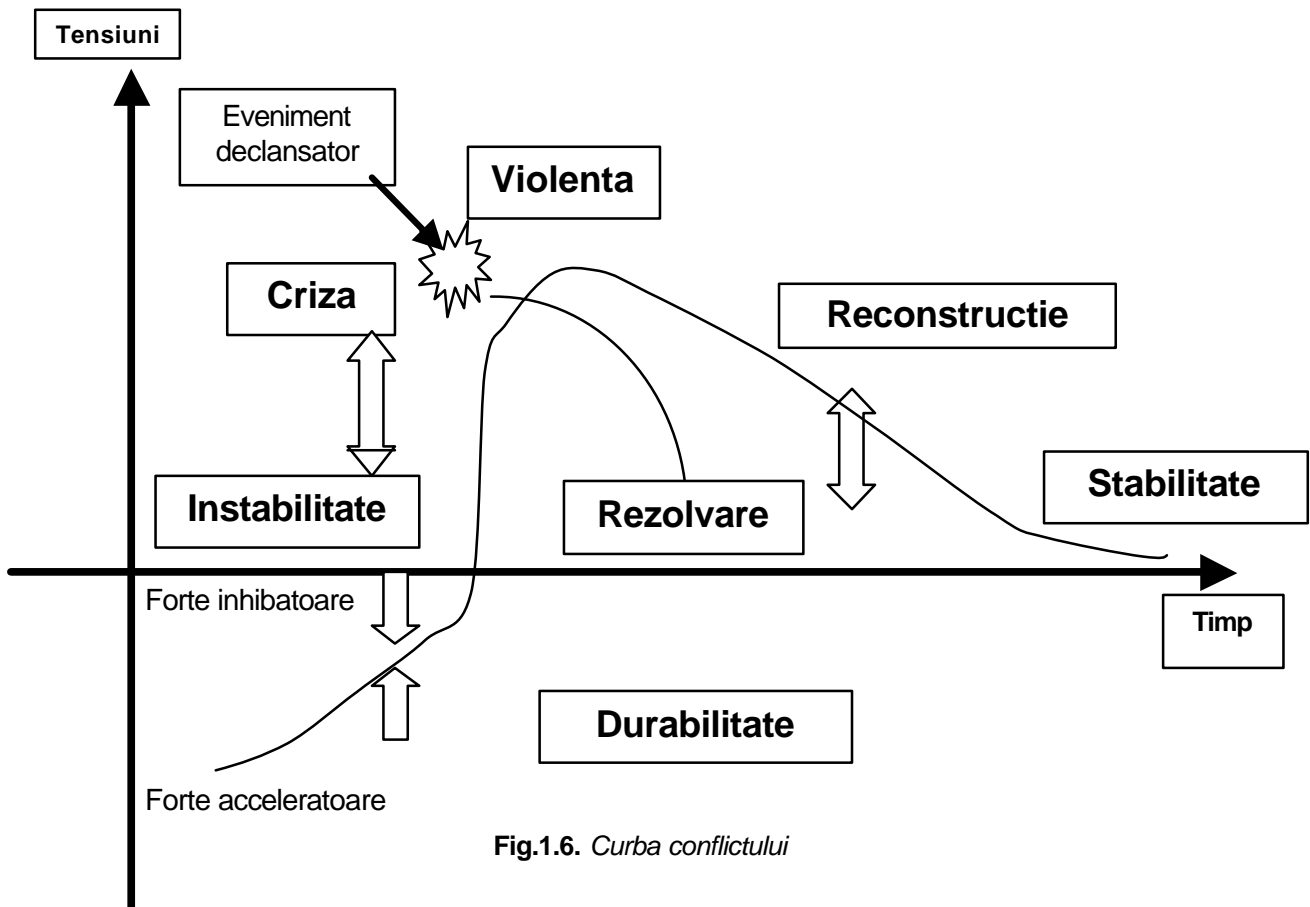 Tensiuni
Eveniment
declansator
Violenta
Criza
Reconstructie
Instabilitate
Rezolvare
Stabilitate
Forte inhibatoare
Timp
Durabilitate
Forte acceleratoare
Fig.1.6. Curba conflictului